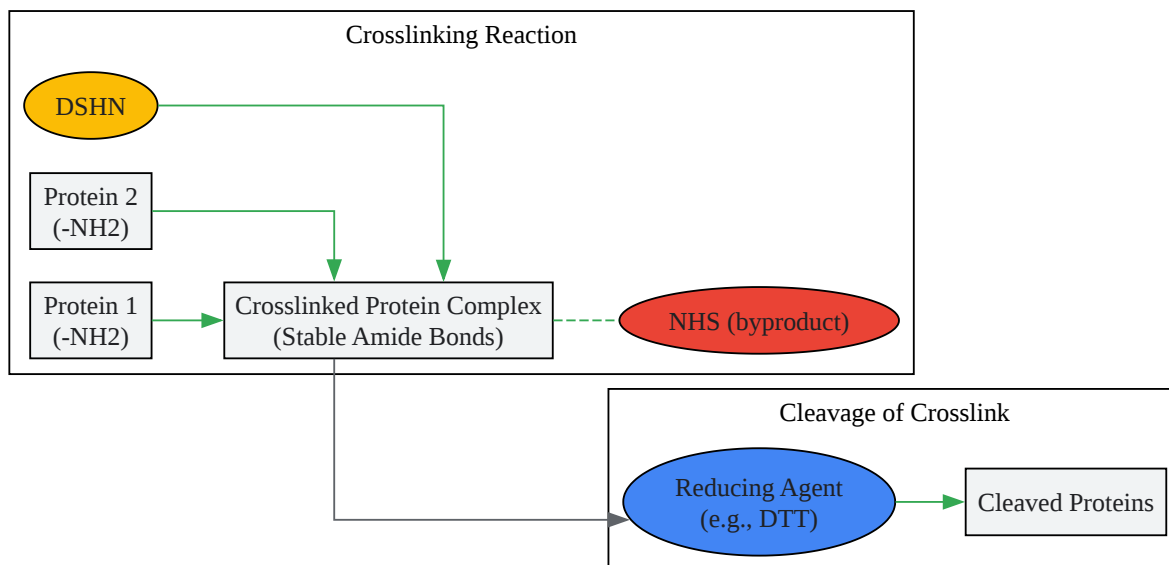 Crosslinking Reaction
DSHN
Protein 2
(-NH2)
Protein 1
(-NH2)
Crosslinked Protein Complex
(Stable Amide Bonds)
NHS (byproduct)
Cleavage of Crosslink
Reducing Agent
(e.g., DTT)
Cleaved Proteins